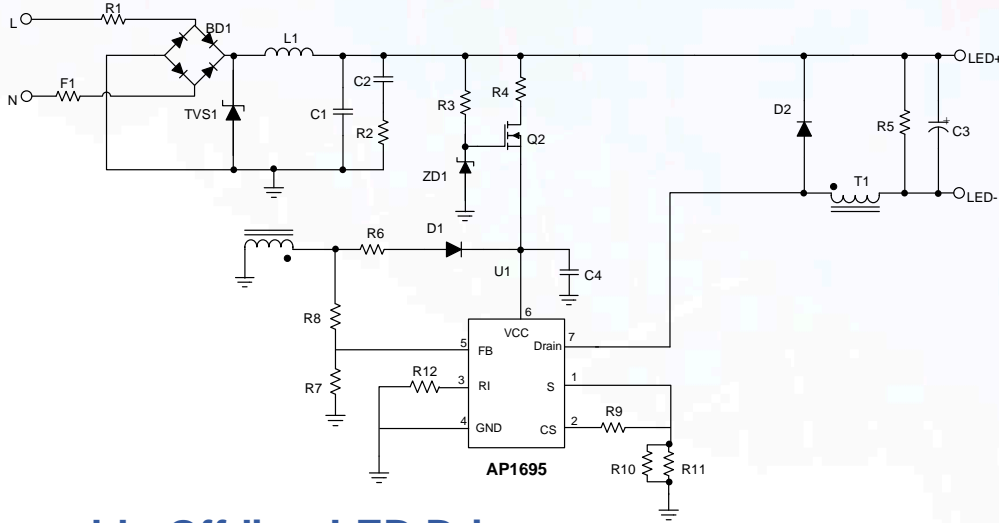 L
R1
BD1
L1
LED+
C2
R3
R4
D2
F1
N
TVS1
C1
R2
Q2
R5
+
C3
ZD1
T1
LED-
D1
R6
U1
C4
R8
6
VCC
5
FB
Drain
7
R7
R12
3
RI
S
1
4
GND
CS
2
R9
AP1695
R10
R11